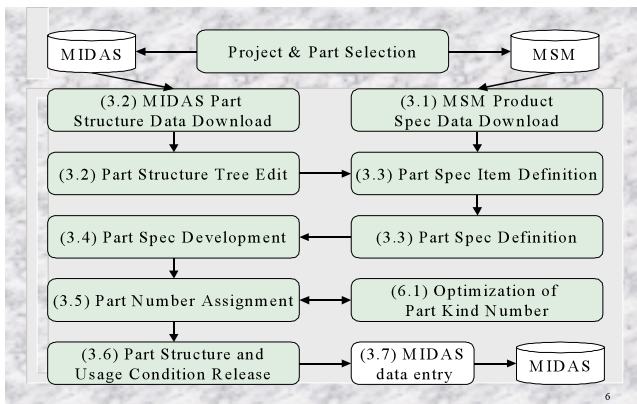 MIDAS
Project & Part Selection
MSM
(3.2) MIDAS Part
Structure Data Download
(3.1) MSM Product
Spec Data Download
(3.2) Part Structure Tree Edit
(3.3) Part Spec Item Definition
(3.4) Part Spec Development
(3.3) Part Spec Definition
(3.5) Part Number Assignment
(6.1) Optimization of
Part Kind Number
(3.6) Part Structure and
Usage Condition Release
(3.7) MIDAS
data entry
MIDAS
6